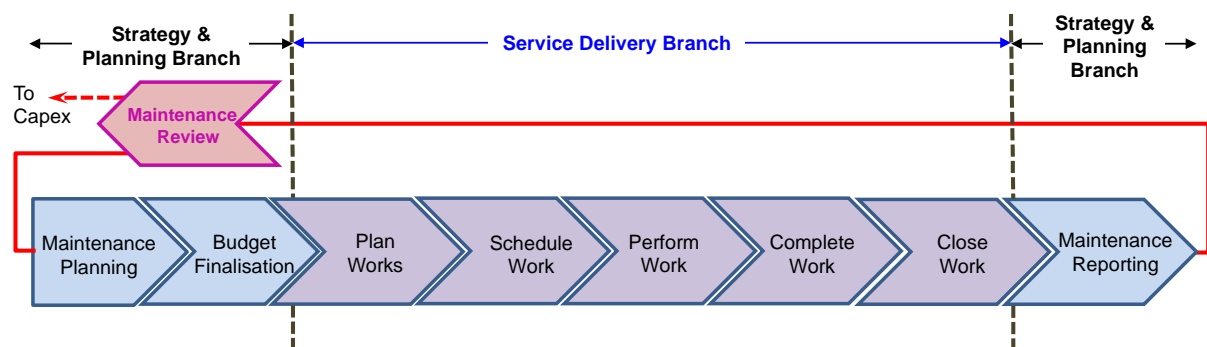 Strategy &
Planning Branch
Service Delivery Branch
Strategy &
Planning
Branch
To
Capex
Maintenance
Review
Maintenance
Planning
Budget
Finalisation
Plan
Works
Schedule
Work
Perform
Work
Complete
Work
Close
Work
Maintenance
Reporting